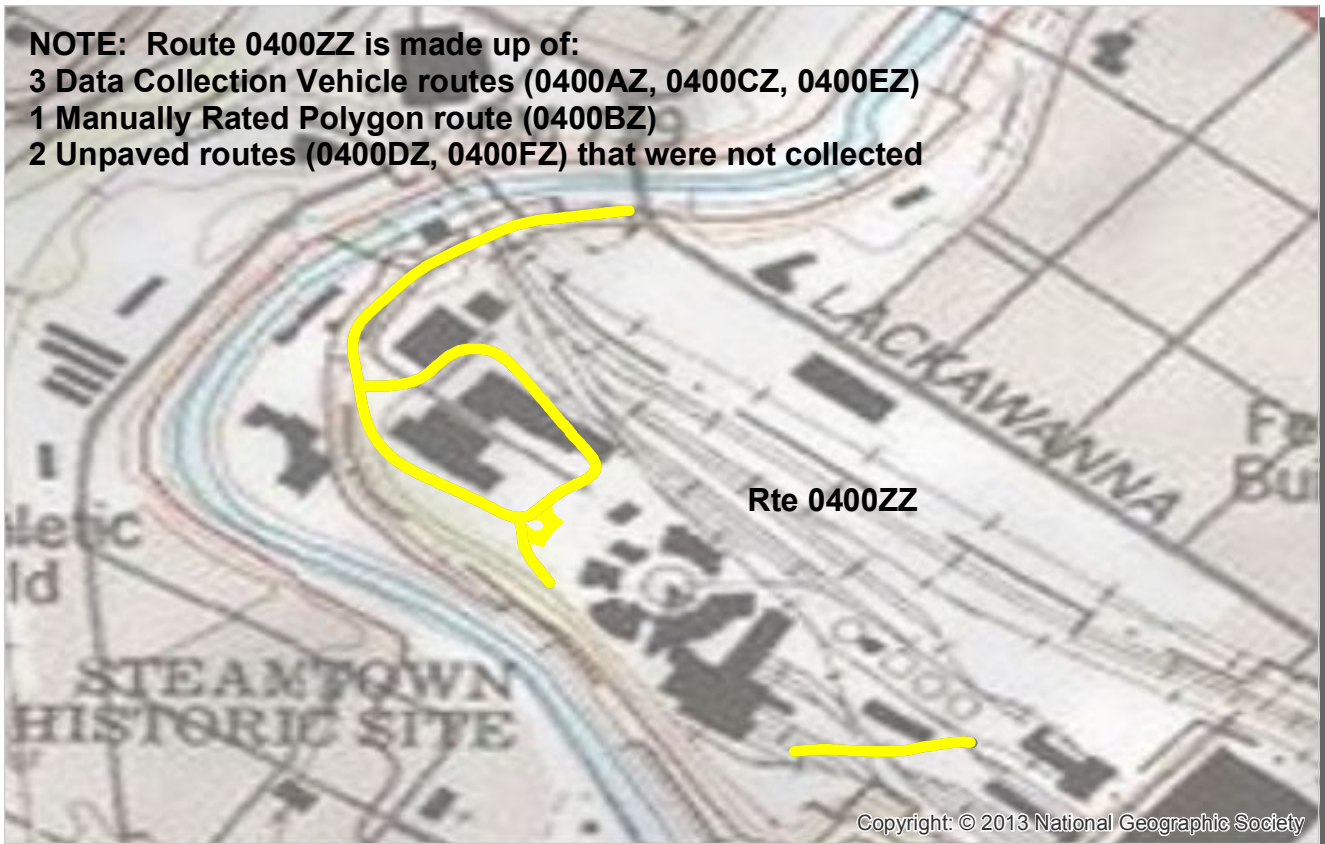 NOTE: Route 0400ZZ is made up of:
3 Data Collection Vehicle routes (0400AZ, 0400CZ, 0400EZ)
1 Manually Rated Polygon route (0400BZ)
2 Unpaved routes (0400DZ, 0400FZ) that were not collected
LACKAWANNA
Rte 0400ZZ
STEAMTOWN
HISTORIC SITE
Copyright: © 2013 National Geographic Society